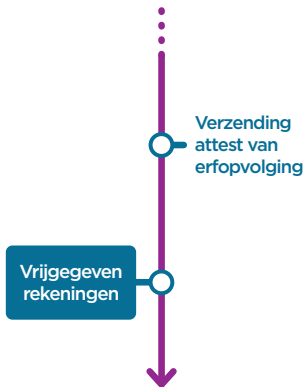 Verzending
attest van
erfopvolging
Vrijgegeven
rekeningen